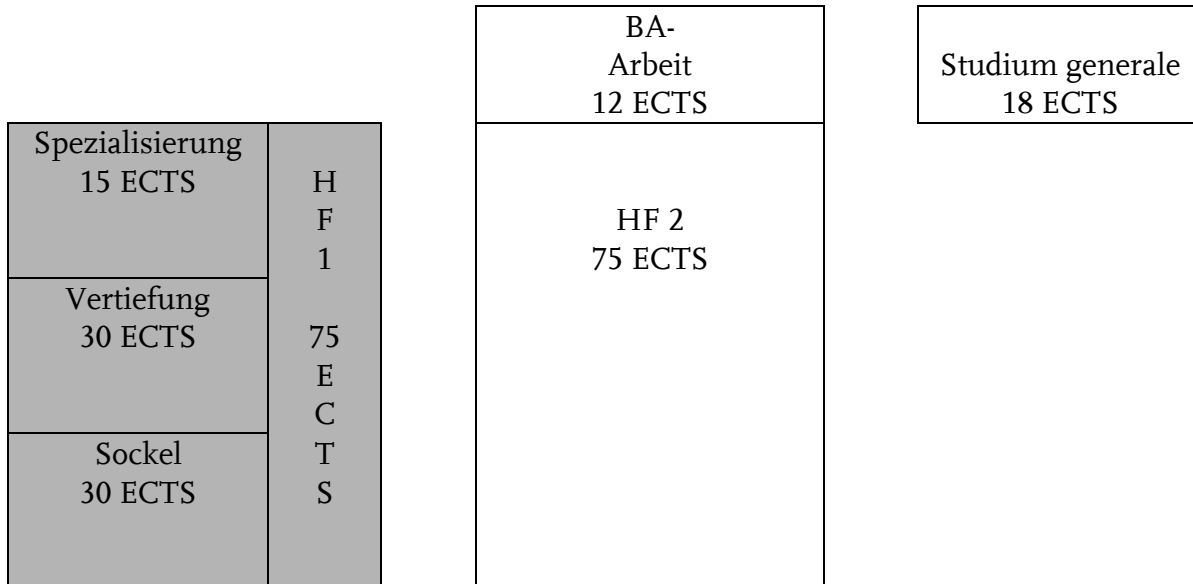 BA-
Arbeit
12 ECTS
Studium generale
18 ECTS
Spezialisierung
15 ECTS
Vertiefung
30 ECTS
Sockel
30 ECTS
H
F
1
75
E
C
T
S
HF 2
75 ECTS